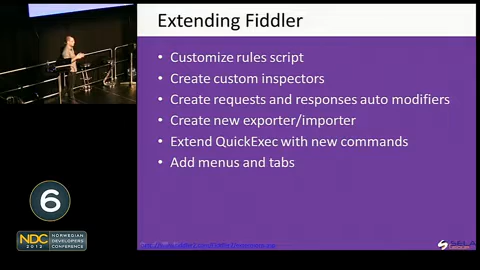 Extending Fiddler
• Customize rules script
• Create custom inspectors
• Create requests and responses auto modifiers
• Create new exporter/importer
• Extend QuickExec with new commands
• Add menus and tabs
6
NDC
2012
NORWEGIAN
DEVELOPERS
CONFERENCE
SELA